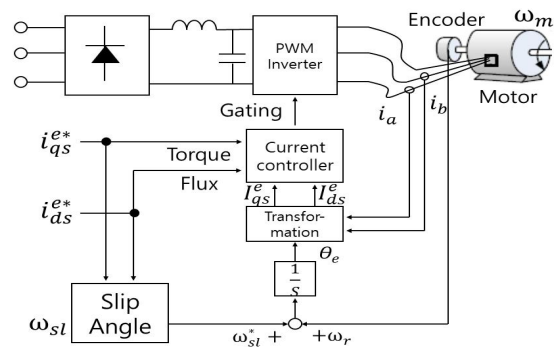 Encoder
ω_m
PWM
Inverter
Motor
Gating
i_a
i_b
i_qs^e*
Torque
Current
controller
Flux
i_ds^e*
I_qs^e
I_ds^e
Transfor-
mation
θ_e
1/s
Slip
Angle
ω_sl
ω_sl^* +
+ω_r